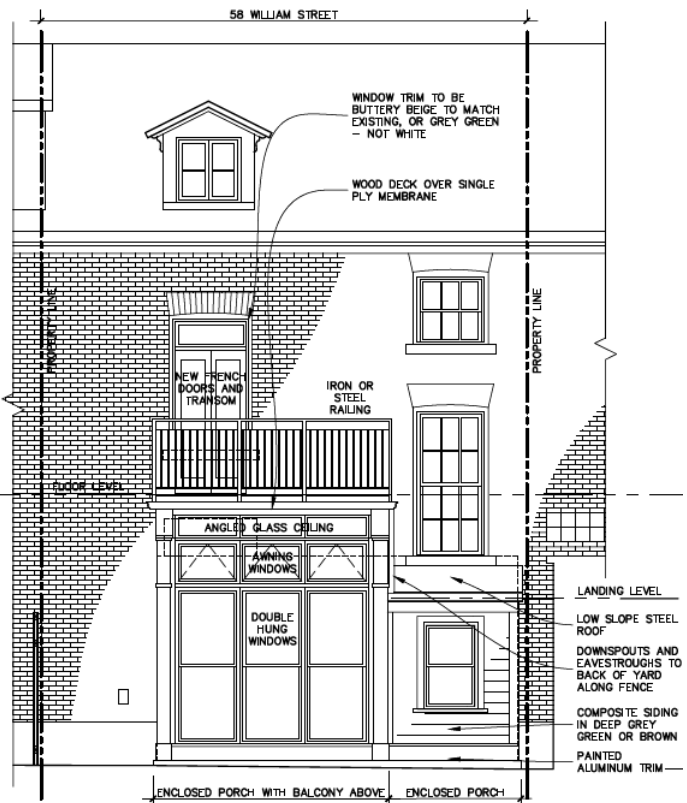 58 WILLIAM STREET
WINDOW TRIM TO BE
BUTTERY BEIGE TO MATCH
EXISTING, OR GREY GREEN
– NOT WHITE
WOOD DECK OVER SINGLE
PLY MEMBRANE
PROPERTY LINE
PROPERTY LINE
NEW FRENCH
DOORS AND
TRANSOM
IRON OR
STEEL
RAILING
FLOOR LEVEL
ANGLED GLASS CEILING
AWNING
WINDOWS
DOUBLE
HUNG
WINDOWS
LANDING LEVEL
LOW SLOPE STEEL
ROOF
DOWNSPOUTS AND
EAVESTROUGHS TO
BACK OF YARD
ALONG FENCE
COMPOSITE SIDING
IN DEEP GREY
GREEN OR BROWN
PAINTED
ALUMINUM TRIM
ENCLOSED PORCH WITH BALCONY ABOVE
ENCLOSED PORCH